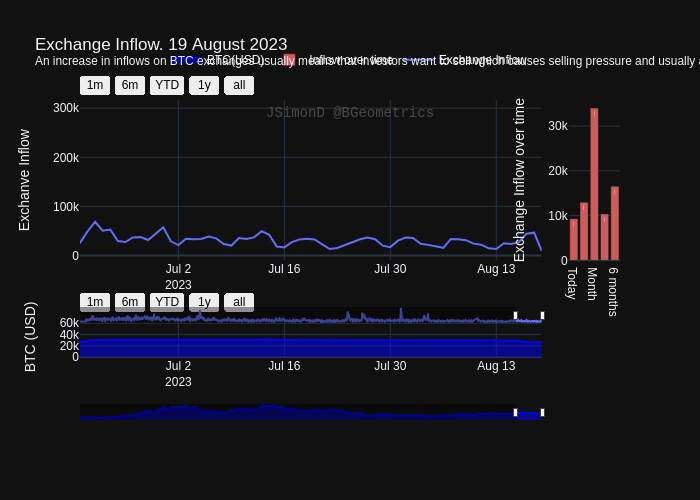 Exchange Inflow. 19 August 2023
An increase in inflows on BTC exchanges usually means that investors want to sell which causes selling pressure and usually a
BTC(USD) Inflow over time Exchange Inflow
1m 6m YTD 1y all
JSimonD @BGeometrics
Exchanve Inflow
300k
200k
100k
0
Jul 2 Jul 16 Jul 30 Aug 13
2023
Exchange Inflow over time
30k
20k
10k
0
Today
Month
6 months
1m 6m YTD 1y all
BTC (USD)
60k
40k
20k
0
Jul 2 Jul 16 Jul 30 Aug 13
2023